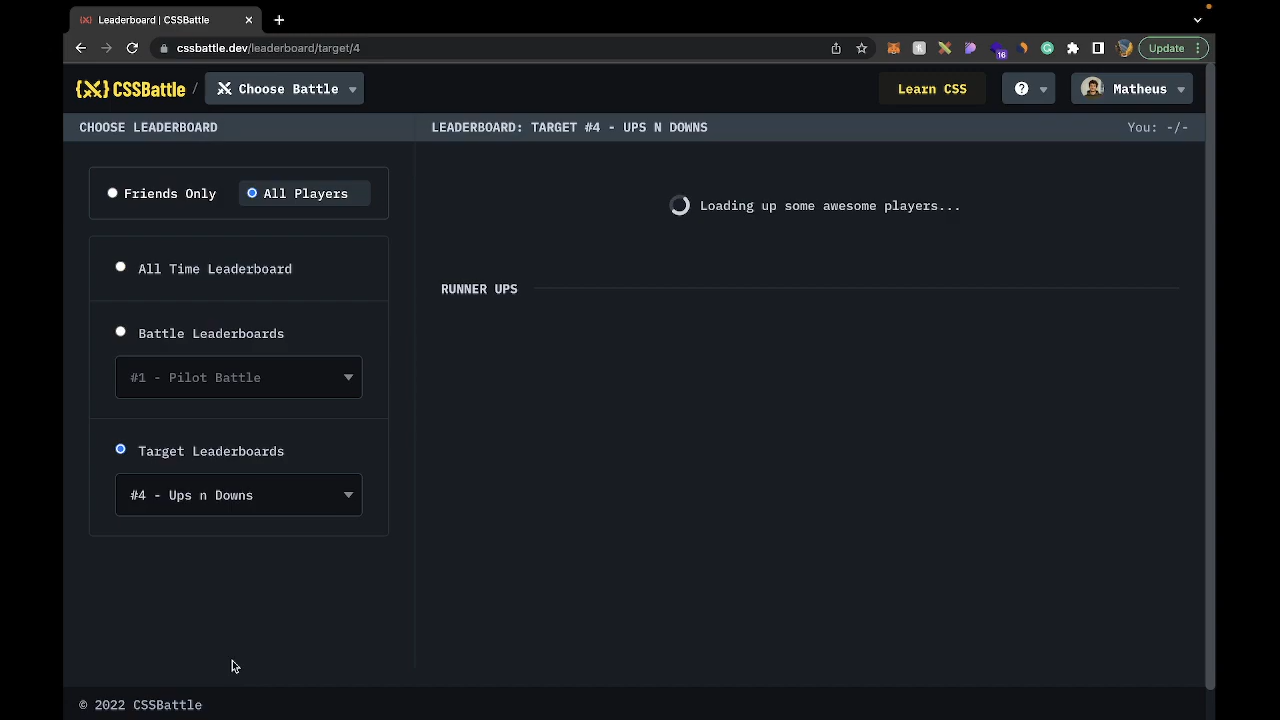 Leaderboard | CSSBattle
cssbattle.dev/leaderboard/target/4
16
Update
{X} CSSBattle / Choose Battle
Learn CSS
?
Matheus
CHOOSE LEADERBOARD
LEADERBOARD: TARGET #4 - UPS N DOWNS
You: -/-
Friends Only
All Players
Loading up some awesome players...
All Time Leaderboard
RUNNER UPS
Battle Leaderboards
#1 - Pilot Battle
Target Leaderboards
#4 - Ups n Downs
© 2022 CSSBattle